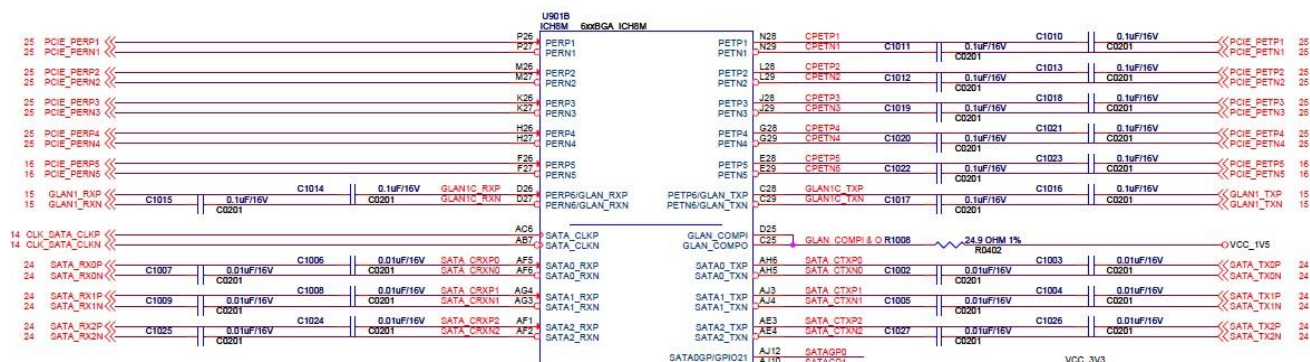 U901B
ICH8M 6xxBGA_ICH8M
25 PCIE_PERP1 P26 PERP1 PETP1 N28 CPETP1 C1010 0.1uF/16V PCIE_PETP1 25
25 PCIE_PERN1 P27 PERN1 PETN1 N29 CPETN1 C1011 0.1uF/16V C0201 PCIE_PETN1 25
C0201
25 PCIE_PERP2 M26 PERP2 PETP2 L28 CPETP2 C1013 0.1uF/16V PCIE_PETP2 25
25 PCIE_PERN2 M27 PERN2 PETN2 L29 CPETN2 C1012 0.1uF/16V C0201 PCIE_PETN2 25
C0201
25 PCIE_PERP3 K26 PERP3 PETP3 J28 CPETP3 C1018 0.1uF/16V PCIE_PETP3 25
25 PCIE_PERN3 K27 PERN3 PETN3 J29 CPETN3 C1019 0.1uF/16V C0201 PCIE_PETN3 25
C0201
25 PCIE_PERP4 H26 PERP4 PETP4 G28 CPETP4 C1021 0.1uF/16V PCIE_PETP4 25
25 PCIE_PERN4 H27 PERN4 PETN4 G29 CPETN4 C1020 0.1uF/16V C0201 PCIE_PETN4 25
C0201
16 PCIE_PERP5 F26 PERP5 PETP5 E28 CPETP5 C1023 0.1uF/16V PCIE_PETP5 16
16 PCIE_PERN5 F27 PERN5 PETN5 E29 CPETN5 C1022 0.1uF/16V C0201 PCIE_PETN5 16
C0201
15 GLAN1_RXP C1014 0.1uF/16V GLAN1C_RXP D26 PERP6/GLAN_RXP PETP6/GLAN_TXP C28 GLAN1C_TXP C1016 0.1uF/16V GLAN1_TXP 15
15 GLAN1_RXN C1015 0.1uF/16V C0201 GLAN1C_RXN D27 PERN6/GLAN_RXN PETN6/GLAN_TXN C29 GLAN1C_TXN C1017 0.1uF/16V C0201 GLAN1_TXN 15
C0201 C0201
14 CLK_SATA_CLKP AC6 SATA_CLKP GLAN_COMPI D25
14 CLK_SATA_CLKN AB7 SATA_CLKN GLAN_COMPO C25 GLAN_COMPI & O R1008 24.9 OHM 1% VCC_1V5
R0402
24 SATA_RX0P C1006 0.01uF/16V SATA_CRXP0 AF5 SATA0_RXP SATA0_TXP AH6 SATA_CTXP0 C1003 0.01uF/16V SATA_TX0P 24
24 SATA_RX0N C1007 0.01uF/16V C0201 SATA_CRXN0 AF6 SATA0_RXN SATA0_TXN AH5 SATA_CTXN0 C1002 0.01uF/16V C0201 SATA_TX0N 24
C0201 C0201
24 SATA_RX1P C1008 0.01uF/16V SATA_CRXP1 AG4 SATA1_RXP SATA1_TXP AJ3 SATA_CTXP1 C1004 0.01uF/16V SATA_TX1P 24
24 SATA_RX1N C1009 0.01uF/16V C0201 SATA_CRXN1 AG3 SATA1_RXN SATA1_TXN AJ4 SATA_CTXN1 C1005 0.01uF/16V C0201 SATA_TX1N 24
C0201 C0201
24 SATA_RX2P C1024 0.01uF/16V SATA_CRXP2 AF1 SATA2_RXP SATA2_TXP AE3 SATA_CTXP2 C1026 0.01uF/16V SATA_TX2P 24
24 SATA_RX2N C1025 0.01uF/16V C0201 SATA_CRXN2 AF2 SATA2_RXN SATA2_TXN AE4 SATA_CTXN2 C1027 0.01uF/16V C0201 SATA_TX2N 24
C0201 C0201
SATA0GP/GPIO21 AJ12 SATAGP0
AJ10 SATAGP1 VCC_3V3